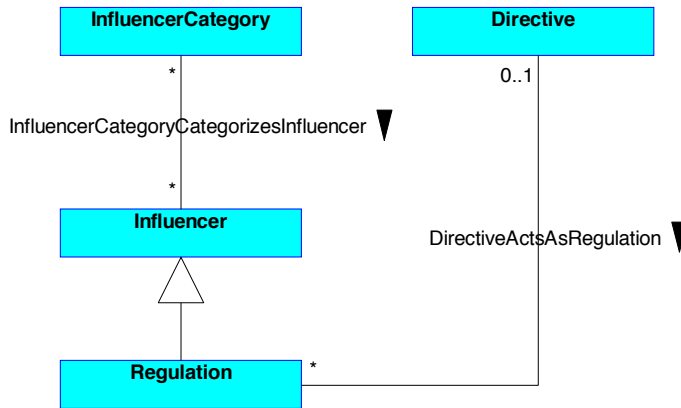 InfluencerCategory
Directive
*
0..1
InfluencerCategoryCategorizesInfluencer
*
Influencer
DirectiveActsAsRegulation
*
Regulation